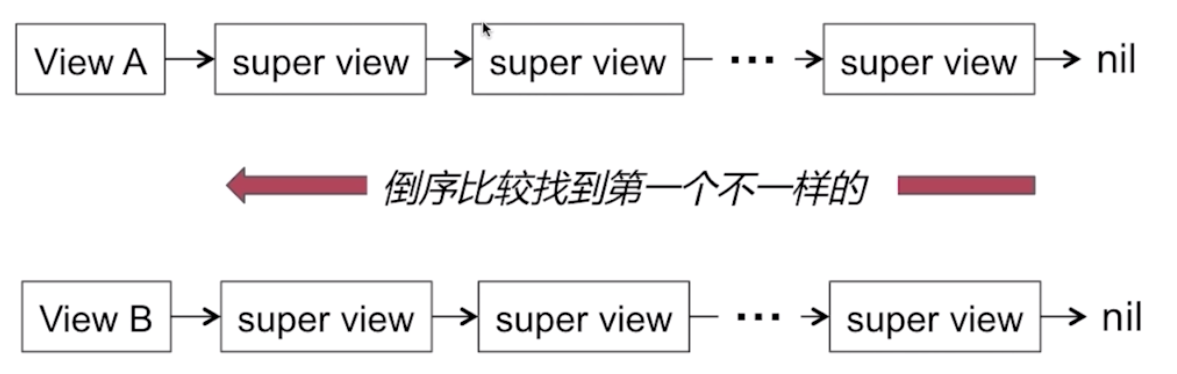 View A super view super view ... super view nil
倒序比较找到第一个不一样的
View B super view super view ... super view nil